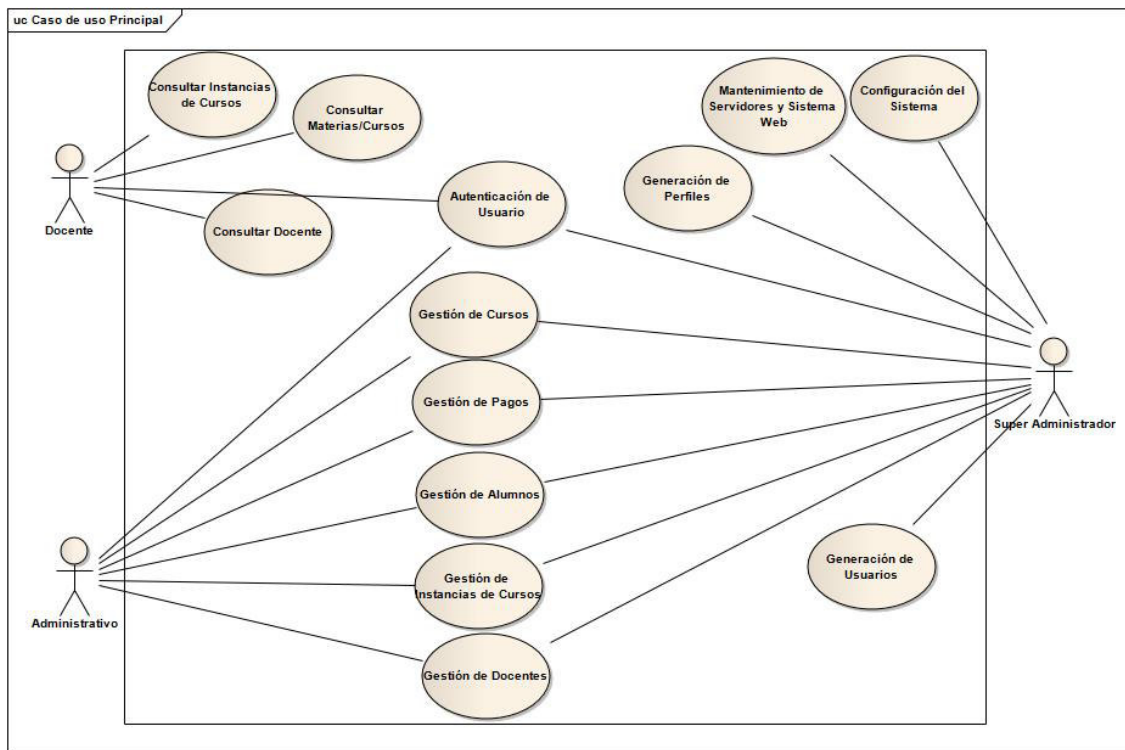 uc Caso de uso Principal
Consultar Instancias
de Cursos
Consultar
Materias/Cursos
Mantenimiento de
Servidores y Sistema
Web
Configuración del
Sistema
Docente
Autenticación de
Usuario
Generación de
Perfiles
Consultar Docente
Gestión de Cursos
Gestión de Pagos
Super Administrador
Gestión de Alumnos
Administrativo
Gestión de
Instancias de Cursos
Generación de
Usuarios
Gestión de Docentes